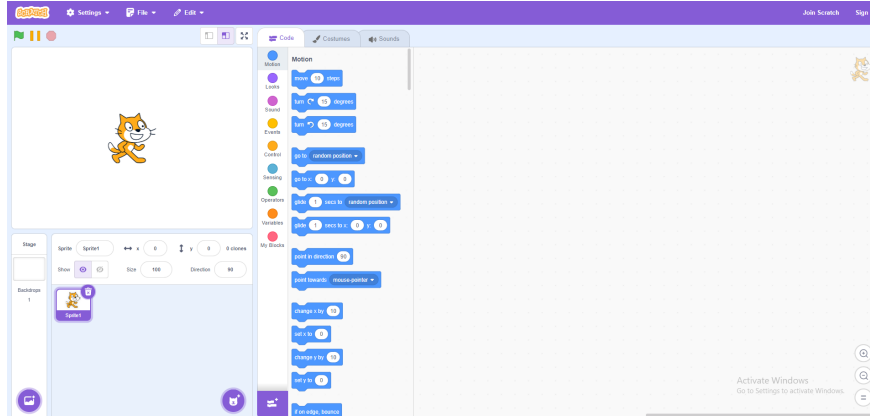 SCRATCH Settings File Edit Join Scratch Sign
Code Costumes Sounds
Motion
Looks
Sound
Events
Control
Sensing
Operators
Variables
My Blocks
Motion
move 10 steps
turn 15 degrees
turn 15 degrees
go to random position
go to x: 0 y: 0
glide 1 secs to random position
glide 1 secs to x: 0 y: 0
point in direction 90
point towards mouse-pointer
change x by 10
set x to 0
change y by 10
set y to 0
if on edge, bounce
Stage
Backdrops
1
Sprite Sprite1 x 0 y 0 0 clones
Show Size 100 Direction 90
Sprite1
Activate Windows
Go to Settings to activate Windows.